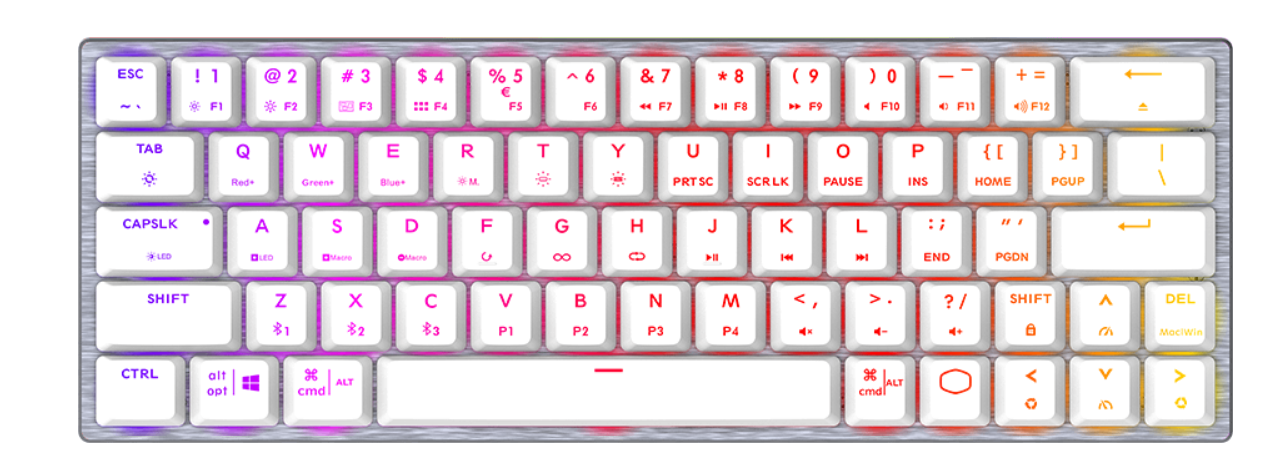 ESC ! 1 @ 2 # 3 $ 4 % 5 ^ 6 & 7 * 8 ( 9 ) 0 — - + = ←
~ ` F1 F2 F3 F4 € F5 F6 F7 F8 F9 F10 F11 F12
TAB Q W E R T Y U I O P { [ } ] |
Red+ Green+ Blue+ M. PRTSC SCRLK PAUSE INS HOME PGUP \
CAPSLK A S D F G H J K L : ; " '
LED LED Macro Macro ∞ END PGDN
SHIFT Z X C V B N M < , > . ? / SHIFT ∧ DEL
1 2 3 P1 P2 P3 P4 Mac|Win
CTRL alt ⌘ — ⌘ < ∨ >
opt cmd ALT cmd ALT